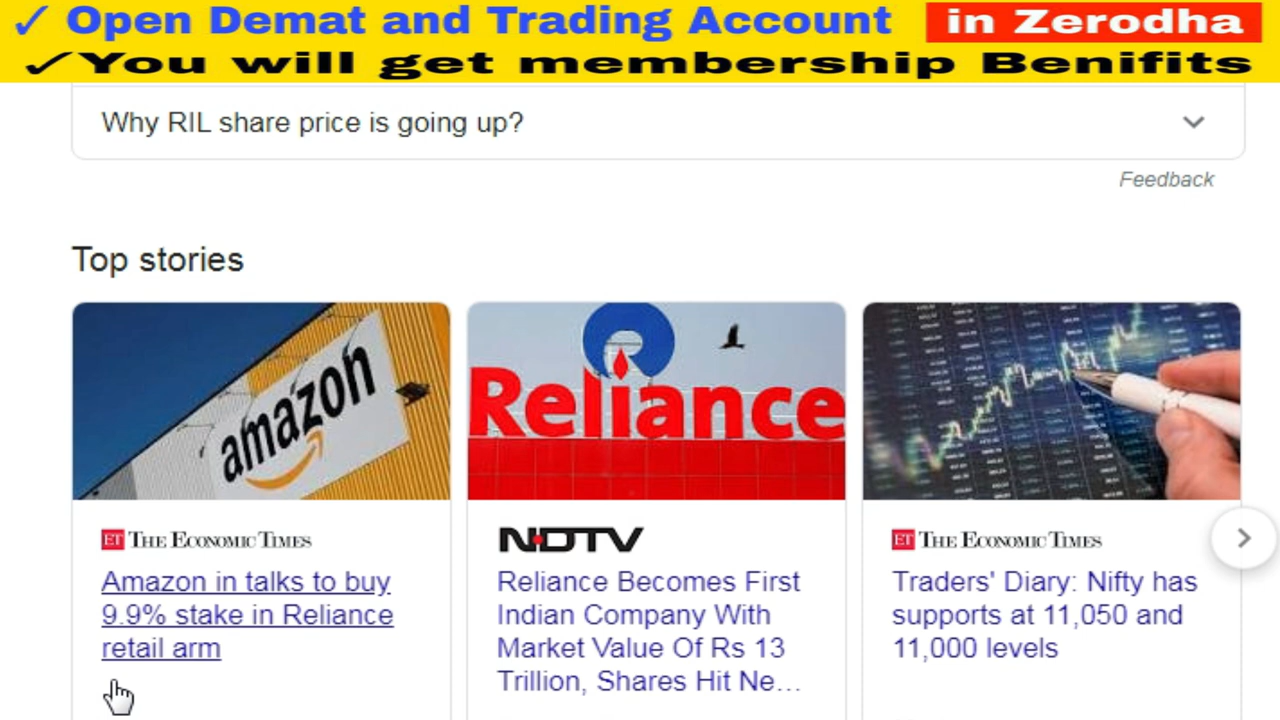 ✓ Open Demat and Trading Account in Zerodha
✓You will get membership Benifits
Why RIL share price is going up?
Feedback
Top stories
amazon
Reliance
ET THE ECONOMIC TIMES
Amazon in talks to buy
9.9% stake in Reliance
retail arm
NDTV
Reliance Becomes First
Indian Company With
Market Value Of Rs 13
Trillion, Shares Hit Ne...
ET THE ECONOMIC TIMES
Traders' Diary: Nifty has
supports at 11,050 and
11,000 levels